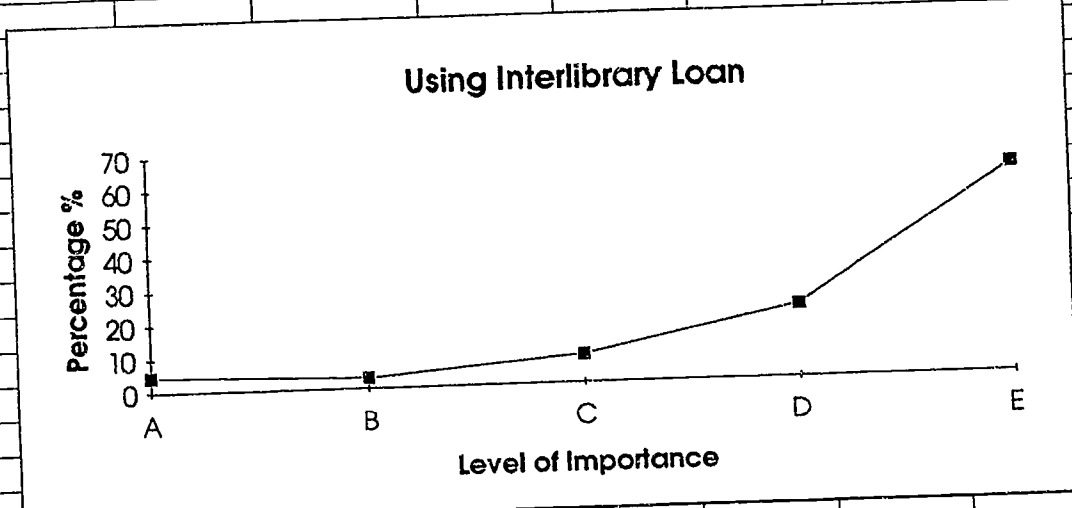 Using Interlibrary Loan
70
60
50
40
30
20
10
0
Percentage %
A B C D E
Level of Importance